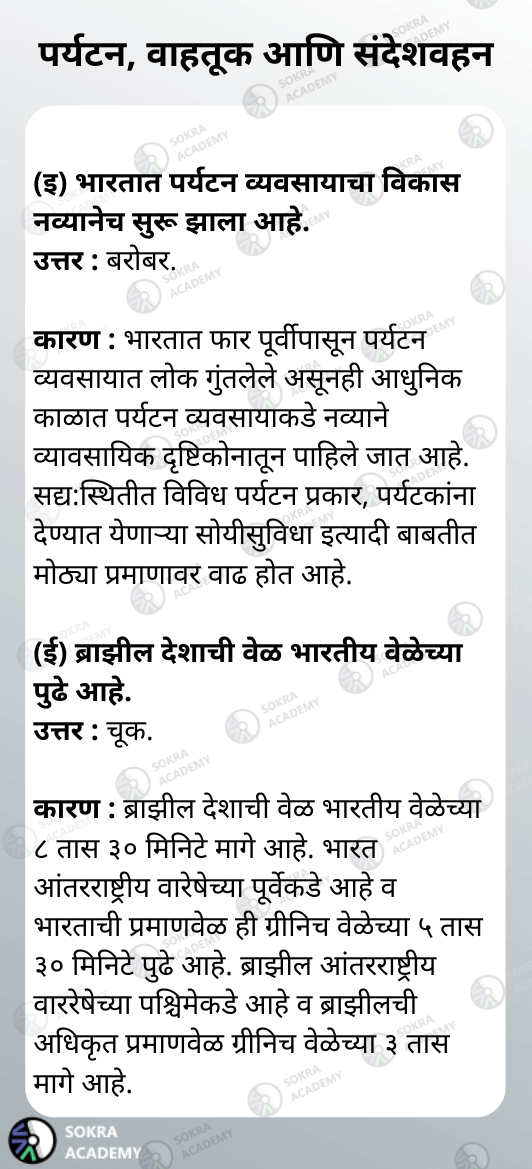 पर्यटन, वाहतूक आणि संदेशवहन
(इ) भारतात पर्यटन व्यवसायाचा विकास
नव्यानेच सुरू झाला आहे.
उत्तर : बरोबर.
कारण : भारतात फार पूर्वीपासून पर्यटन
व्यवसायात लोक गुंतलेले असूनही आधुनिक
काळात पर्यटन व्यवसायाकडे नव्याने
व्यावसायिक दृष्टिकोनातून पाहिले जात आहे.
सद्य:स्थितीत विविध पर्यटन प्रकार, पर्यटकांना
देण्यात येणाऱ्या सोयीसुविधा इत्यादी बाबतीत
मोठ्या प्रमाणावर वाढ होत आहे.
(ई) ब्राझील देशाची वेळ भारतीय वेळेच्या
पुढे आहे.
उत्तर : चूक.
कारण : ब्राझील देशाची वेळ भारतीय वेळेच्या
८ तास ३० मिनिटे मागे आहे. भारत
आंतरराष्ट्रीय वारेषेच्या पूर्वेकडे आहे व
भारताची प्रमाणवेळ ही ग्रीनिच वेळेच्या ५ तास
३० मिनिटे पुढे आहे. ब्राझील आंतरराष्ट्रीय
वाररेषेच्या पश्चिमेकडे आहे व ब्राझीलची
अधिकृत प्रमाणवेळ ग्रीनिच वेळेच्या ३ तास
मागे आहे.
SOKRA
ACADEMY